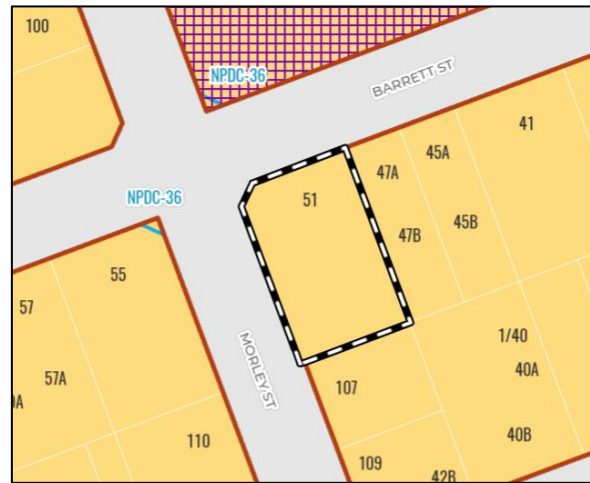 100
NPDC-36
BARRETT ST
41
45A
47A
51
NPDC-36
47B
45B
55
57
1/40
57A
40A
MORLEY ST
107
0A
110
40B
109
42B